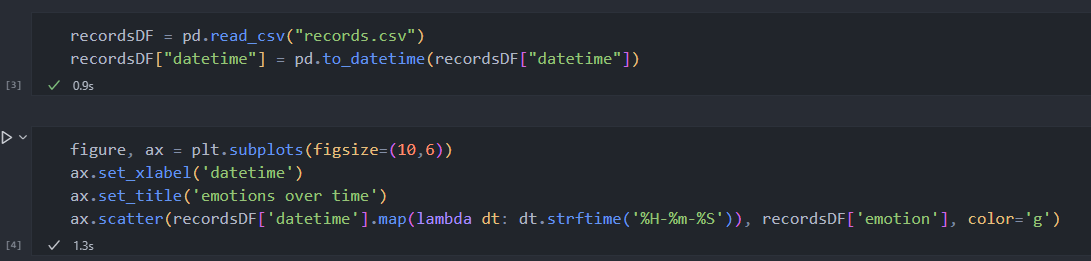 recordsDF = pd.read_csv("records.csv")
recordsDF["datetime"] = pd.to_datetime(recordsDF["datetime"])
[3]
0.9s
figure, ax = plt.subplots(figsize=(10,6))
ax.set_xlabel('datetime')
ax.set_title('emotions over time')
ax.scatter(recordsDF['datetime'].map(lambda dt: dt.strftime('%H-%m-%S')), recordsDF['emotion'], color='g')
[4]
1.3s